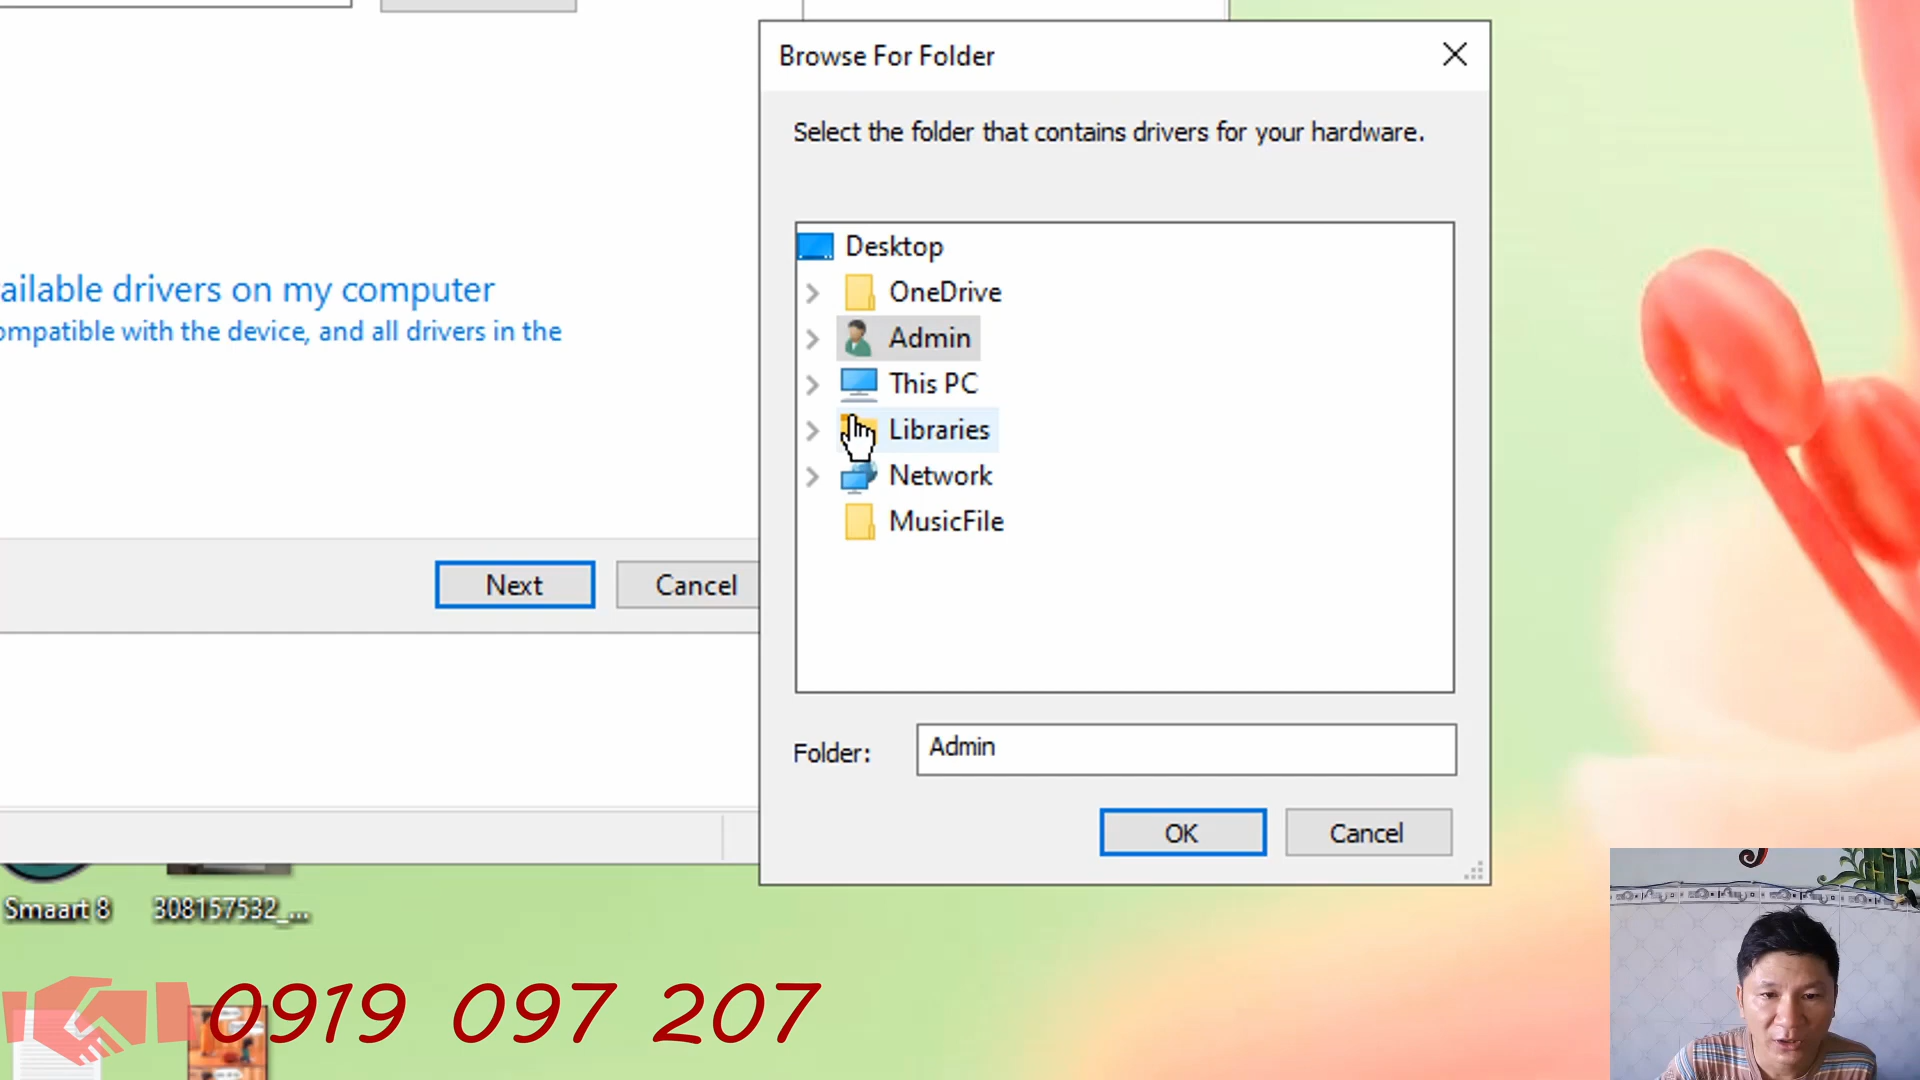 Browse For Folder
Select the folder that contains drivers for your hardware.
Desktop
OneDrive
Admin
This PC
Libraries
Network
MusicFile
Folder: Admin
OK Cancel
ailable drivers on my computer
ompatible with the device, and all drivers in the
Next Cancel
Smaart 8
308157532_...
0919 097 207